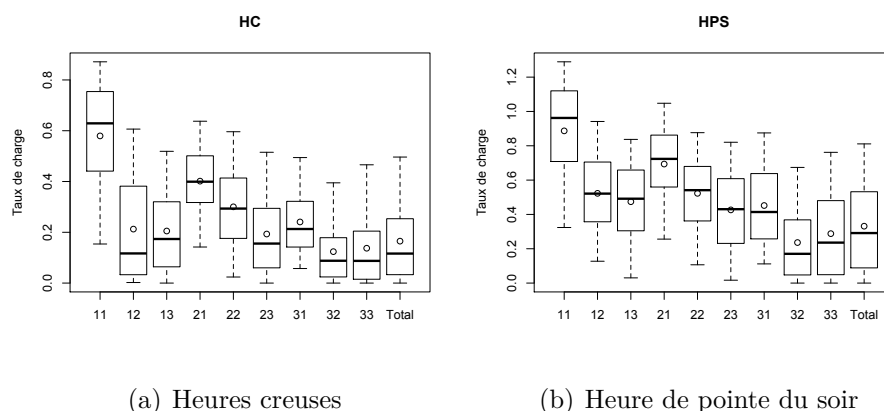 HC
Taux de charge
0.0 0.2 0.4 0.6 0.8
11 12 13 21 22 23 31 32 33 Total
(a) Heures creuses
HPS
Taux de charge
0.0 0.2 0.4 0.6 0.8 1.0 1.2
11 12 13 21 22 23 31 32 33 Total
(b) Heure de pointe du soir